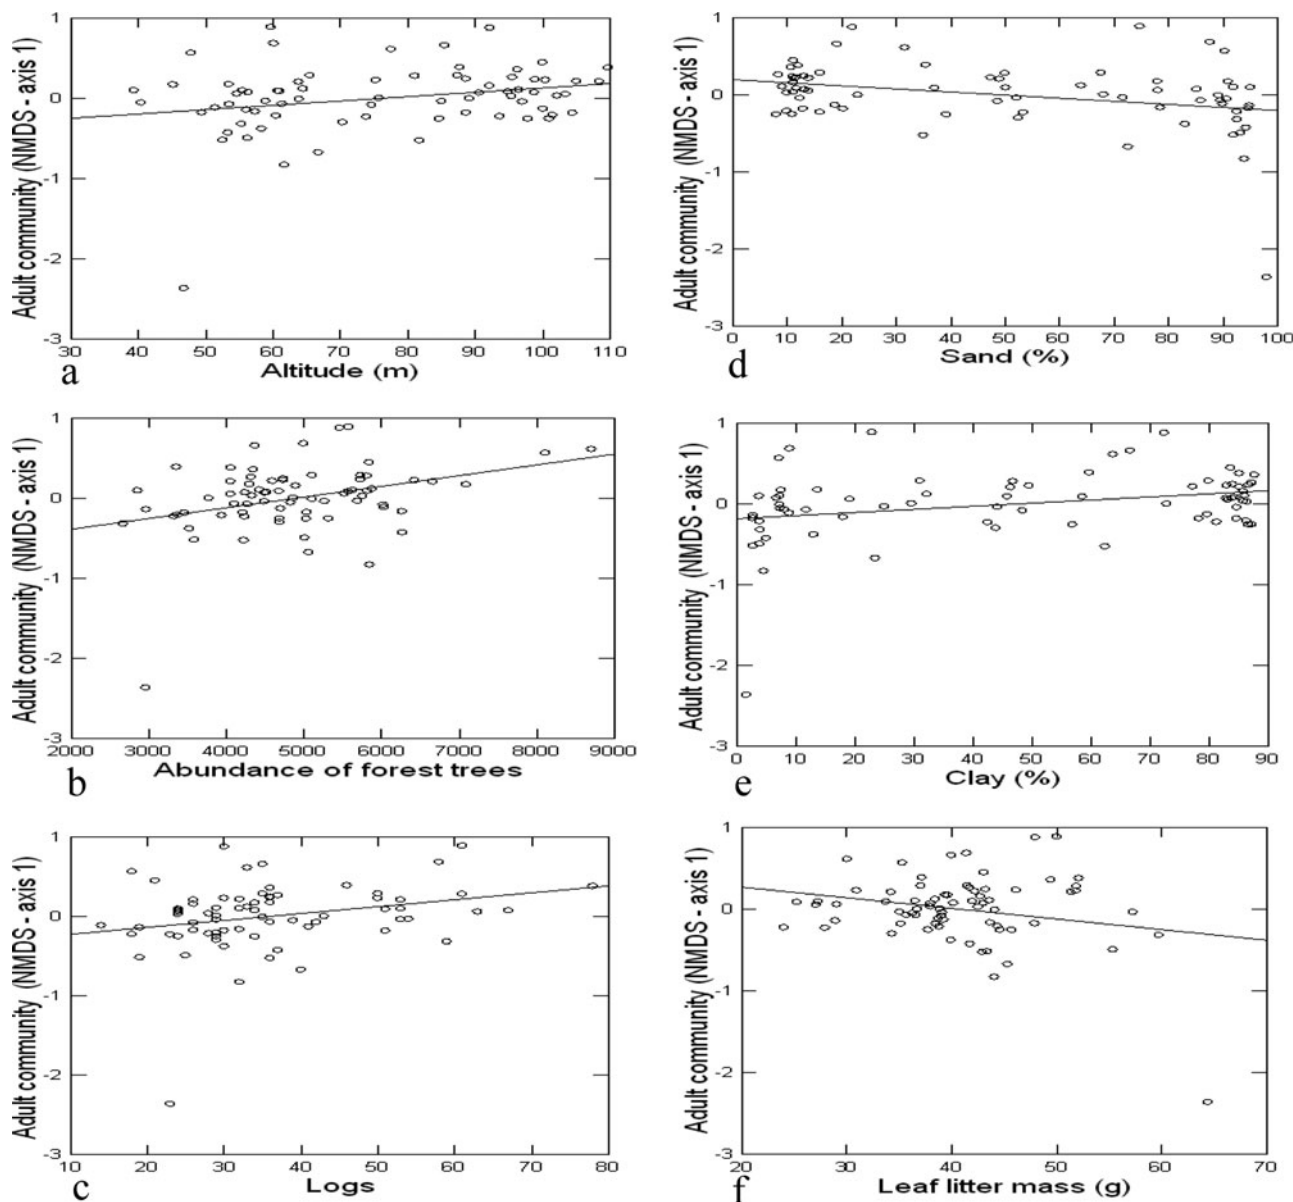 Adult community (NMDS - axis 1)
1
0
-1
-2
-3
30 40 50 60 70 80 90 100 110
Altitude (m)
a
Adult community (NMDS - axis 1)
1
0
-1
-2
-3
0 10 20 30 40 50 60 70 80 90 100
Sand (%)
d
Adult community (NMDS - axis 1)
1
0
-1
-2
-3
2000 3000 4000 5000 6000 7000 8000 9000
Abundance of forest trees
b
Adult community (NMDS - axis 1)
1
0
-1
-2
-3
0 10 20 30 40 50 60 70 80 90
Clay (%)
e
Adult community (NMDS - axis 1)
1
0
-1
-2
-3
10 20 30 40 50 60 70 80
Logs
c
Adult community (NMDS - axis 1)
1
0
-1
-2
-3
20 30 40 50 60 70
Leaf litter mass (g)
f